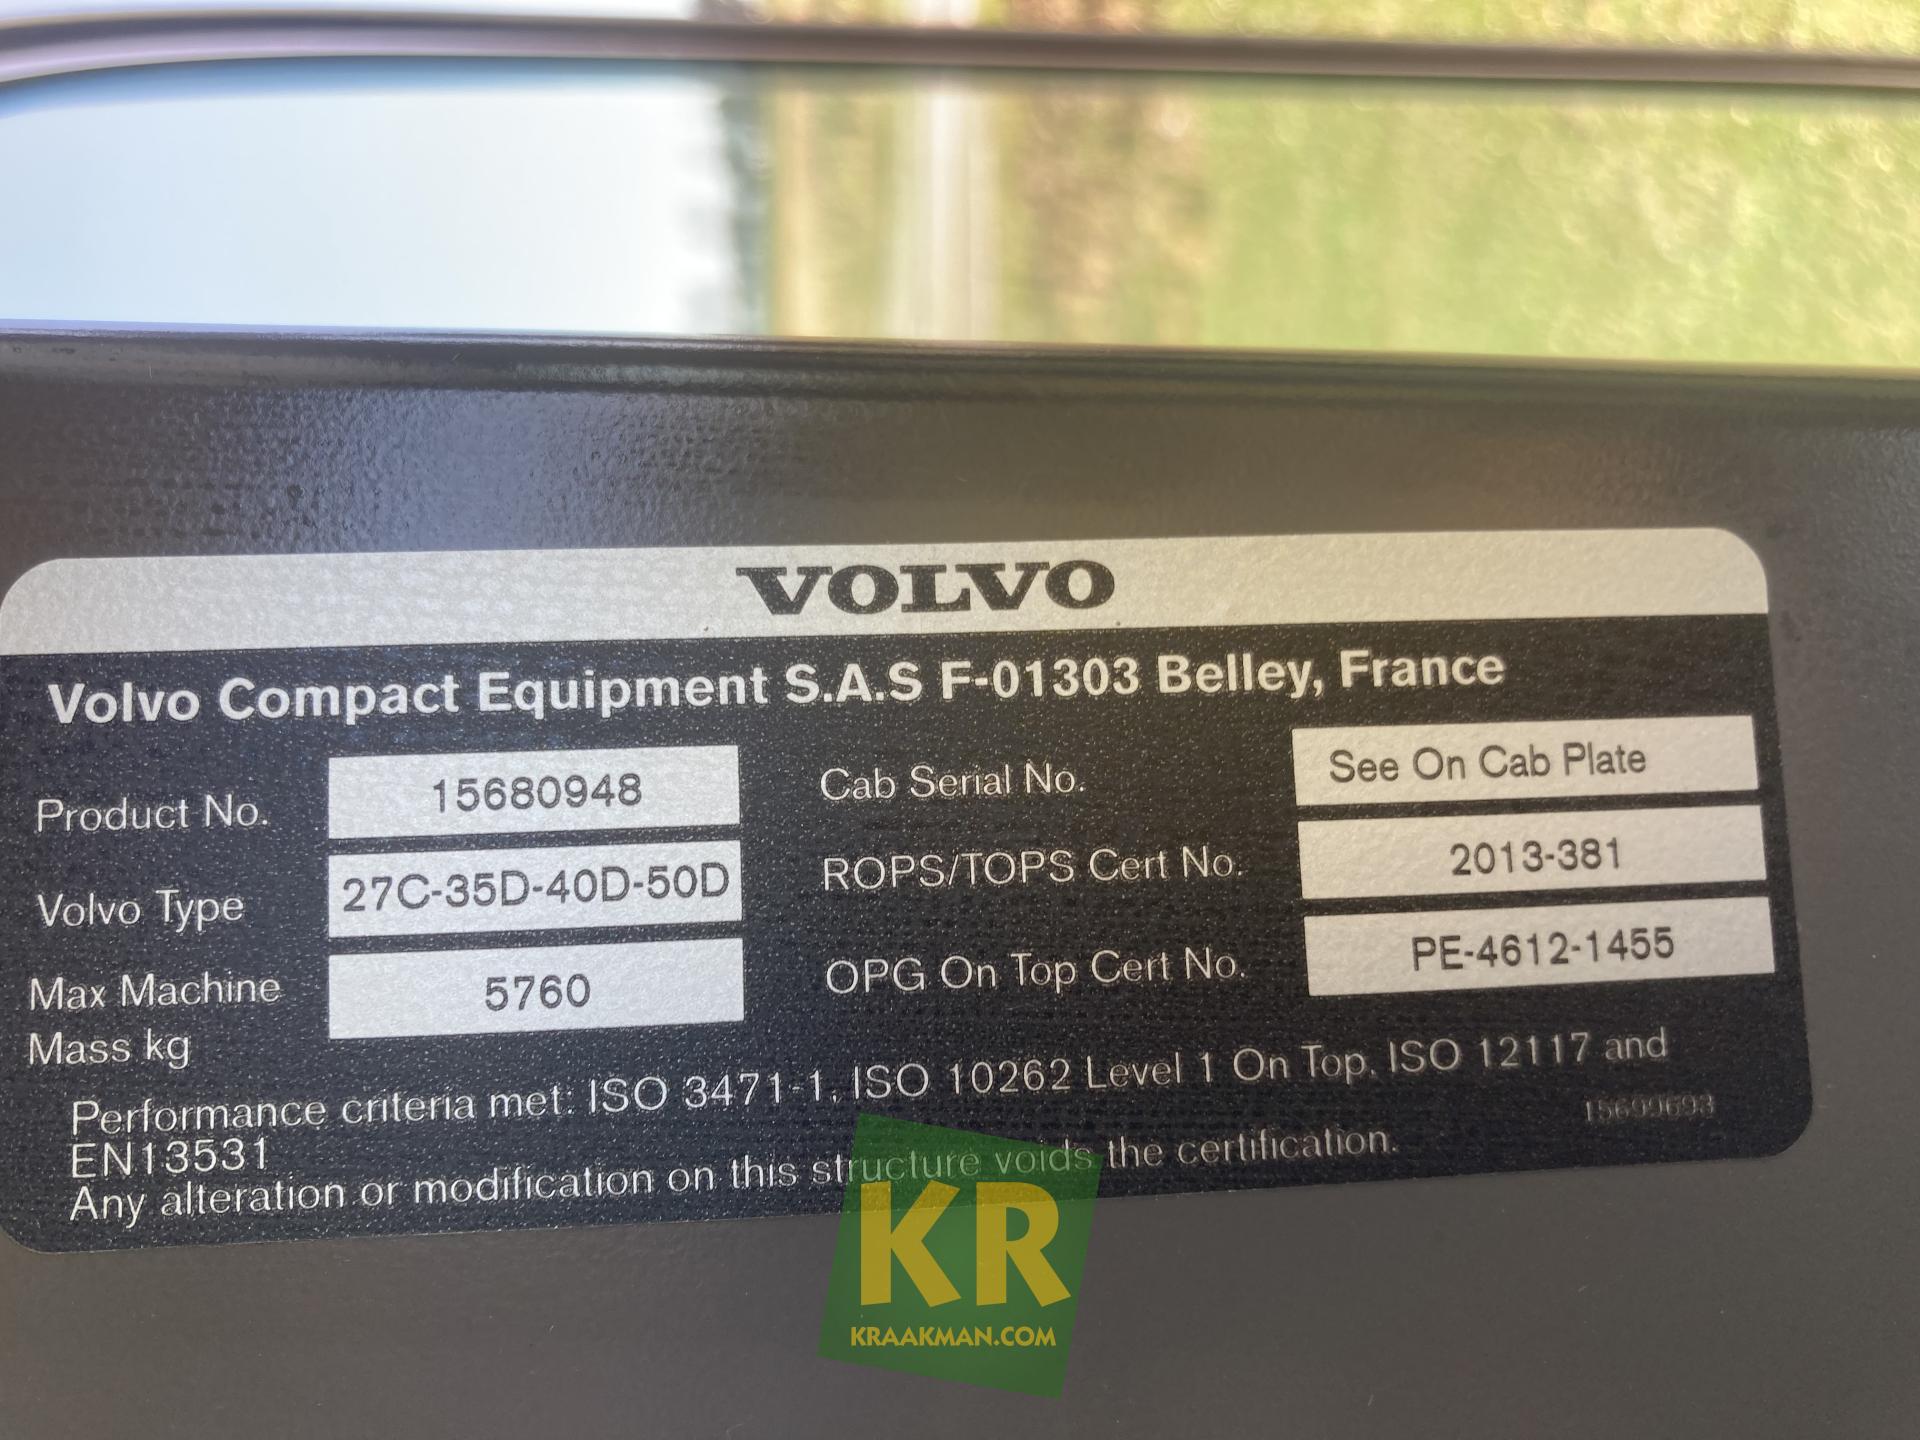 VOLVO
Volvo Compact Equipment S.A.S F-01303 Belley, France
Product No. 15680948
Cab Serial No. See On Cab Plate
Volvo Type 27C-35D-40D-50D
ROPS/TOPS Cert No. 2013-381
Max Machine Mass kg 5760
OPG On Top Cert No. PE-4612-1455
Performance criteria met: ISO 3471-1, ISO 10262 Level 1 On Top, ISO 12117 and
EN13531
15699693
Any alteration or modification on this structure voids the certification.
KR
KRAAKMAN.COM